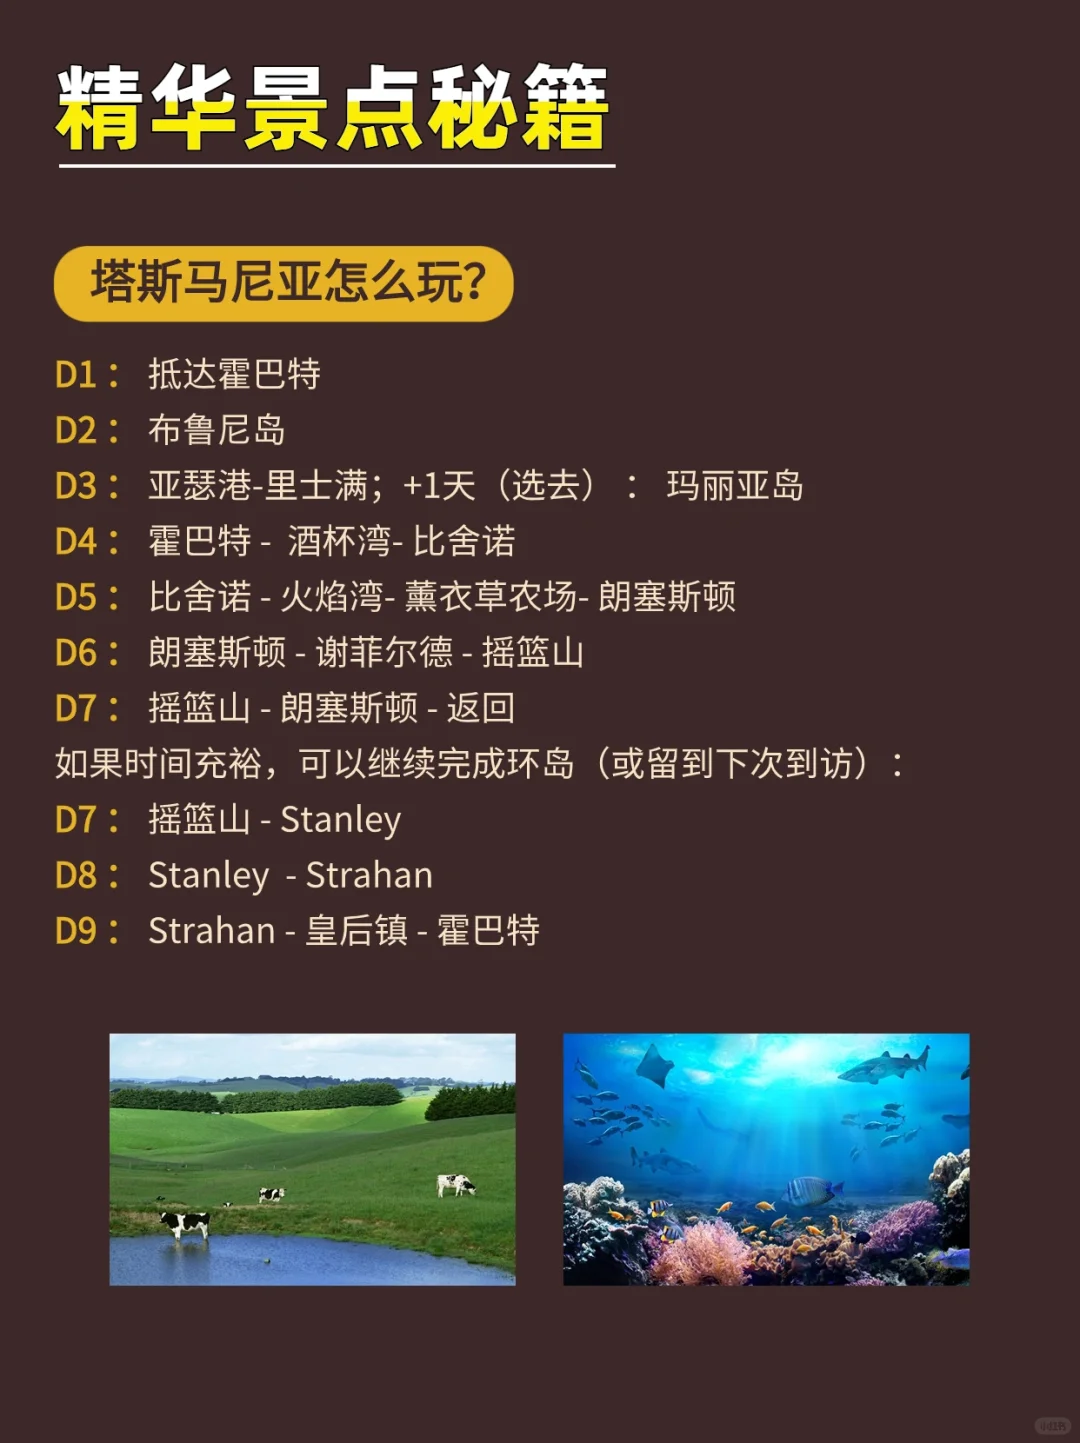 精华景点秘籍
塔斯马尼亚怎么玩?
D1： 抵达霍巴特
D2： 布鲁尼岛
D3： 亚瑟港-里士满；+1天（选去）： 玛丽亚岛
D4： 霍巴特 - 酒杯湾- 比舍诺
D5： 比舍诺 - 火焰湾- 薰衣草农场- 朗塞斯顿
D6： 朗塞斯顿 - 谢菲尔德 - 摇篮山
D7： 摇篮山 - 朗塞斯顿 - 返回
如果时间充裕，可以继续完成环岛（或留到下次到访）：
D7： 摇篮山 - Stanley
D8： Stanley - Strahan
D9： Strahan - 皇后镇 - 霍巴特
小红书